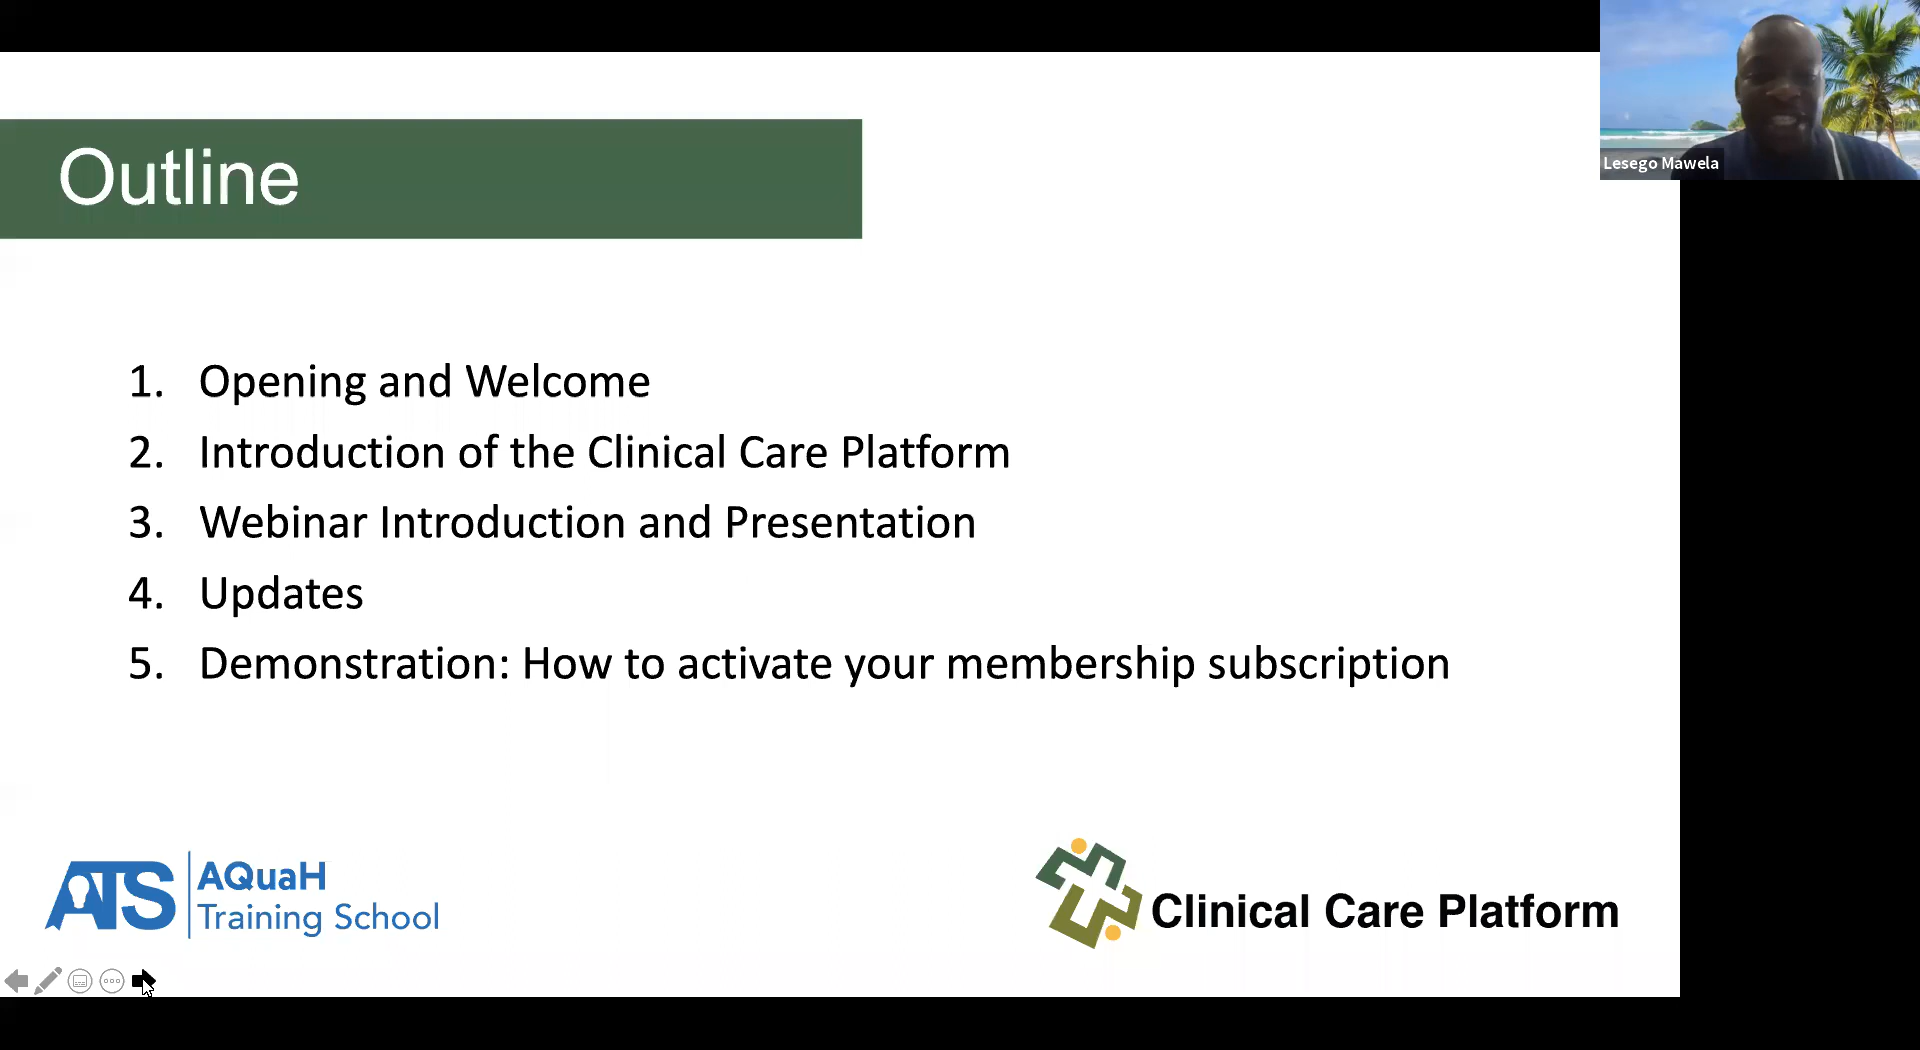 Outline
Lesego Mawela
1. Opening and Welcome
2. Introduction of the Clinical Care Platform
3. Webinar Introduction and Presentation
4. Updates
5. Demonstration: How to activate your membership subscription
ATS
AQuaH
Training School
Clinical Care Platform